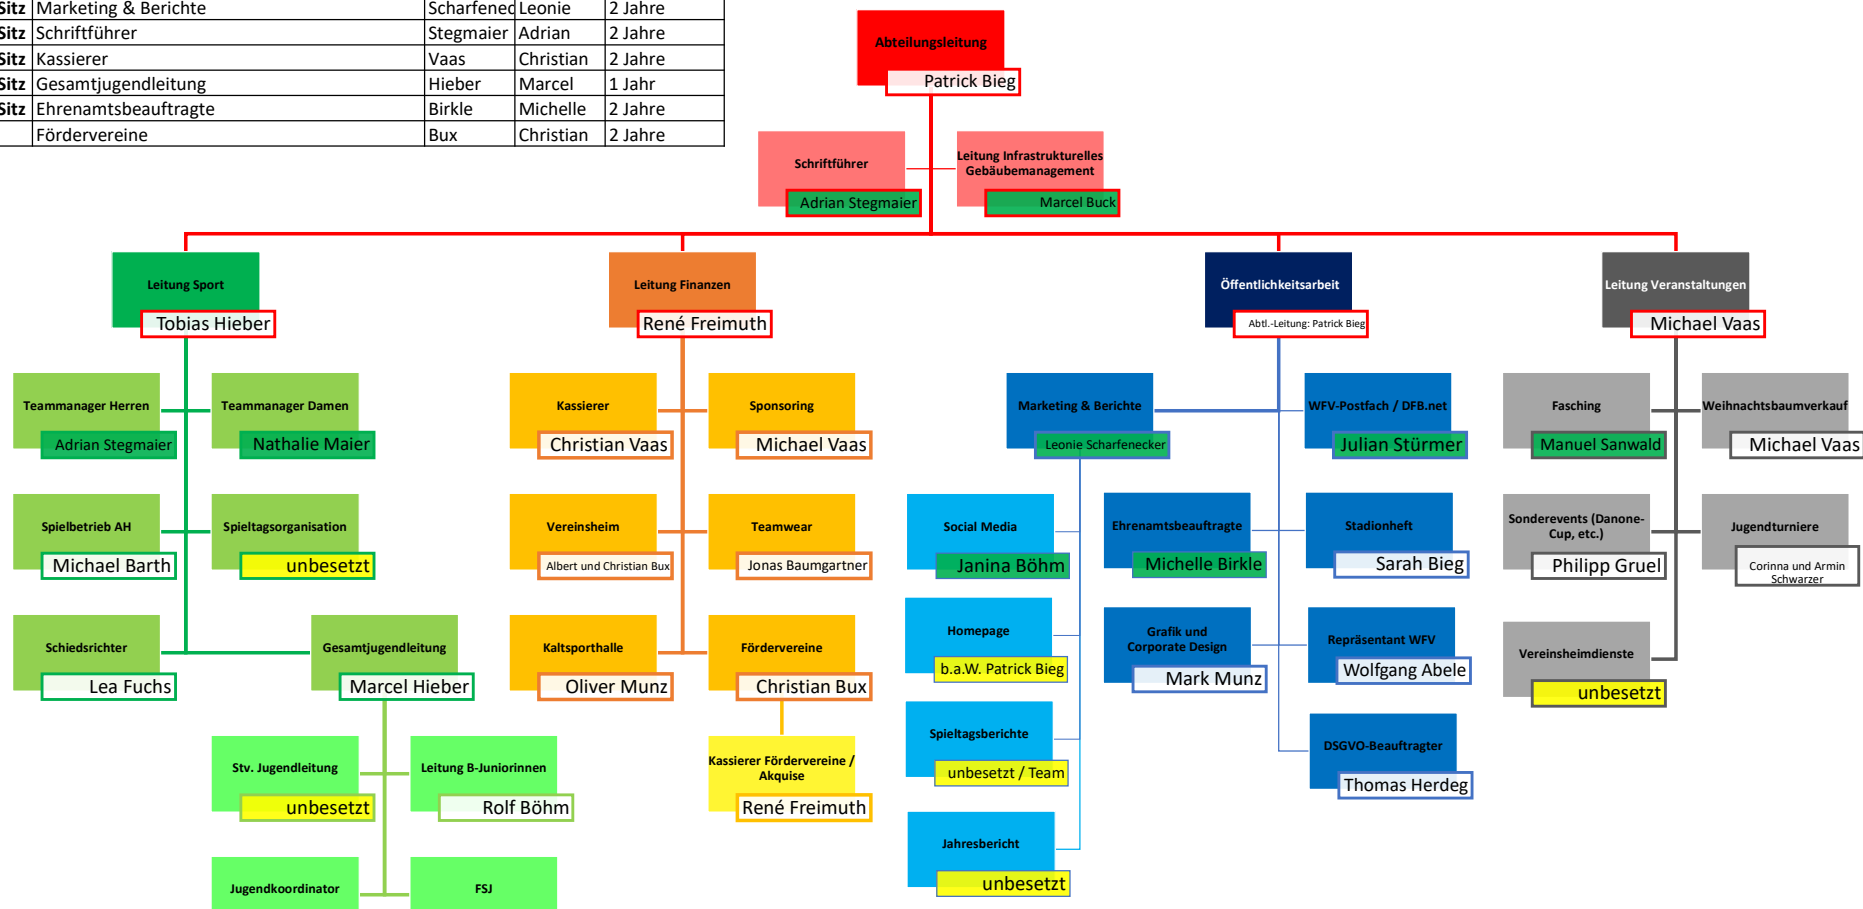 Sitz Marketing & Berichte Scharfenec Leonie 2 Jahre
Sitz Schriftführer Stegmaier Adrian 2 Jahre
Sitz Kassierer Vaas Christian 2 Jahre
Sitz Gesamtjugendleitung Hieber Marcel 1 Jahr
Sitz Ehrenamtsbeauftragte Birkle Michelle 2 Jahre
Fördervereine Bux Christian 2 Jahre
Abteilungsleitung
Patrick Bieg
Schriftführer
Adrian Stegmaier
Leitung Infrastrukturelles
Gebäubemanagement
Marcel Buck
Leitung Sport
Tobias Hieber
Leitung Finanzen
René Freimuth
Öffentlichkeitsarbeit
Abtl.-Leitung: Patrick Bieg
Leitung Veranstaltungen
Michael Vaas
Teammanager Herren
Adrian Stegmaier
Teammanager Damen
Nathalie Maier
Kassierer
Christian Vaas
Sponsoring
Michael Vaas
Marketing & Berichte
Leonie Scharfenecker
WFV-Postfach / DFB.net
Julian Stürmer
Fasching
Manuel Sanwald
Weihnachtsbaumverkauf
Michael Vaas
Spielbetrieb AH
Michael Barth
Spieltagsorganisation
unbesetzt
Vereinsheim
Albert und Christian Bux
Teamwear
Jonas Baumgartner
Social Media
Janina Böhm
Ehrenamtsbeauftragte
Michelle Birkle
Stadionheft
Sarah Bieg
Sonderevents (Danone-
Cup, etc.)
Philipp Gruel
Jugendturniere
Corinna und Armin
Schwarzer
Schiedsrichter
Lea Fuchs
Gesamtjugendleitung
Marcel Hieber
Kaltsporthalle
Oliver Munz
Fördervereine
Christian Bux
Homepage
b.a.W. Patrick Bieg
Grafik und
Corporate Design
Mark Munz
Repräsentant WFV
Wolfgang Abele
Vereinsheimdienste
unbesetzt
Stv. Jugendleitung
unbesetzt
Leitung B-Juniorinnen
Rolf Böhm
Kassierer Fördervereine /
Akquise
René Freimuth
Spieltagsberichte
unbesetzt / Team
DSGVO-Beauftragter
Thomas Herdeg
Jahresbericht
unbesetzt
Jugendkoordinator
FSJ